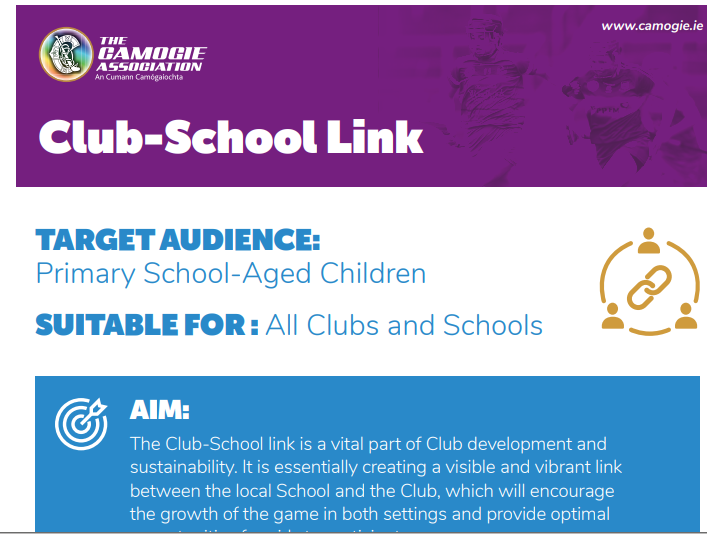 www.camogie.ie
THE
CAMOGIE
ASSOCIATION
An Cumann Camógaíochta
Club-School Link
TARGET AUDIENCE:
Primary School-Aged Children
SUITABLE FOR : All Clubs and Schools
AIM:
The Club-School link is a vital part of Club development and
sustainability. It is essentially creating a visible and vibrant link
between the local School and the Club, which will encourage
the growth of the game in both settings and provide optimal